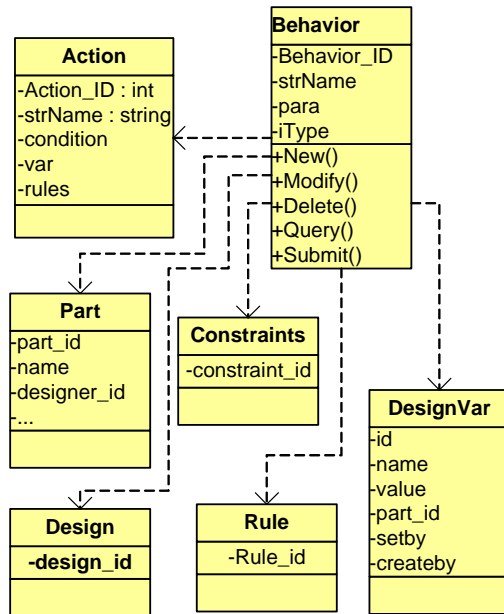 Action
-Action_ID : int
-strName : string
-condition
-var
-rules
Behavior
-Behavior_ID
-strName
-para
-iType
+New()
+Modify()
+Delete()
+Query()
+Submit()
Part
-part_id
-name
-designer_id
-...
Constraints
-constraint_id
DesignVar
-id
-name
-value
-part_id
-setby
-createby
Design
-design_id
Rule
-Rule_id